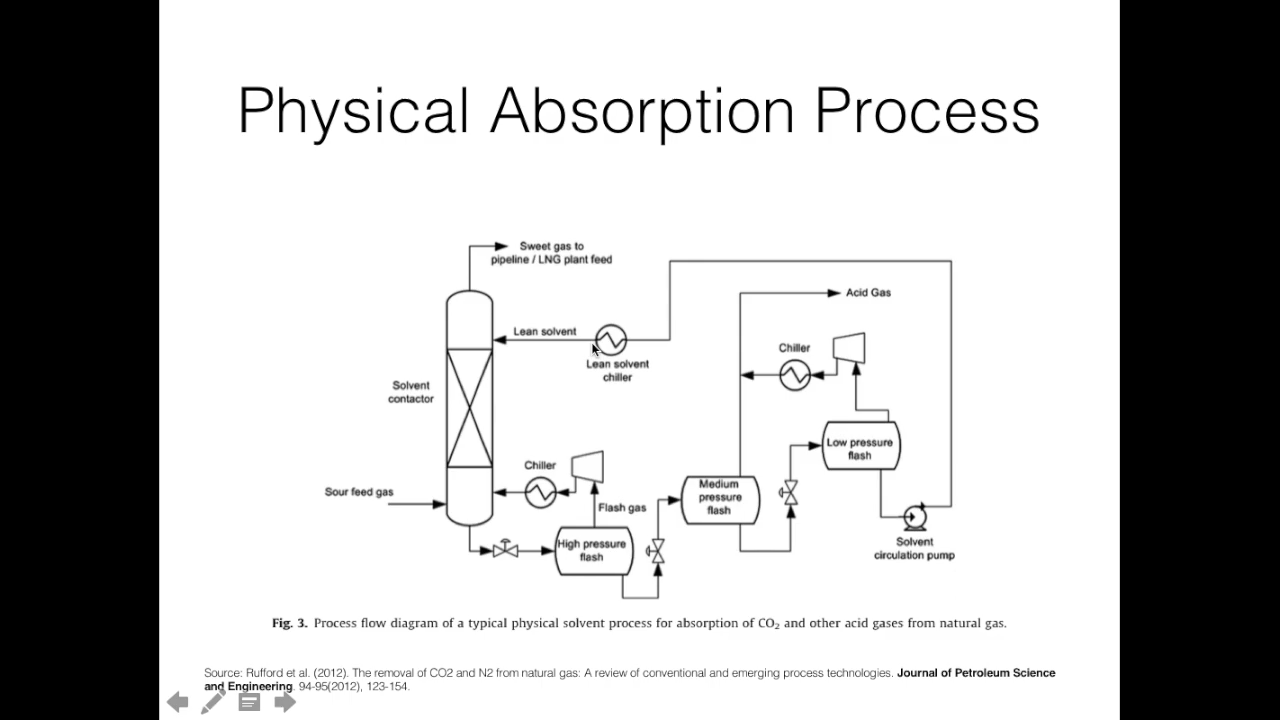 Physical Absorption Process
Sweet gas to
pipeline / LNG plant feed
Acid Gas
Lean solvent
Lean solvent
chiller
Chiller
Solvent
contactor
Low pressure
flash
Chiller
Sour feed gas
Medium
pressure
flash
Flash gas
High pressure
flash
Solvent
circulation pump
Fig. 3. Process flow diagram of a typical physical solvent process for absorption of CO₂ and other acid gases from natural gas.
Source: Rufford et al. (2012). The removal of CO2 and N2 from natural gas: A review of conventional and emerging process technologies. Journal of Petroleum Science
and Engineering. 94-95(2012), 123-154.